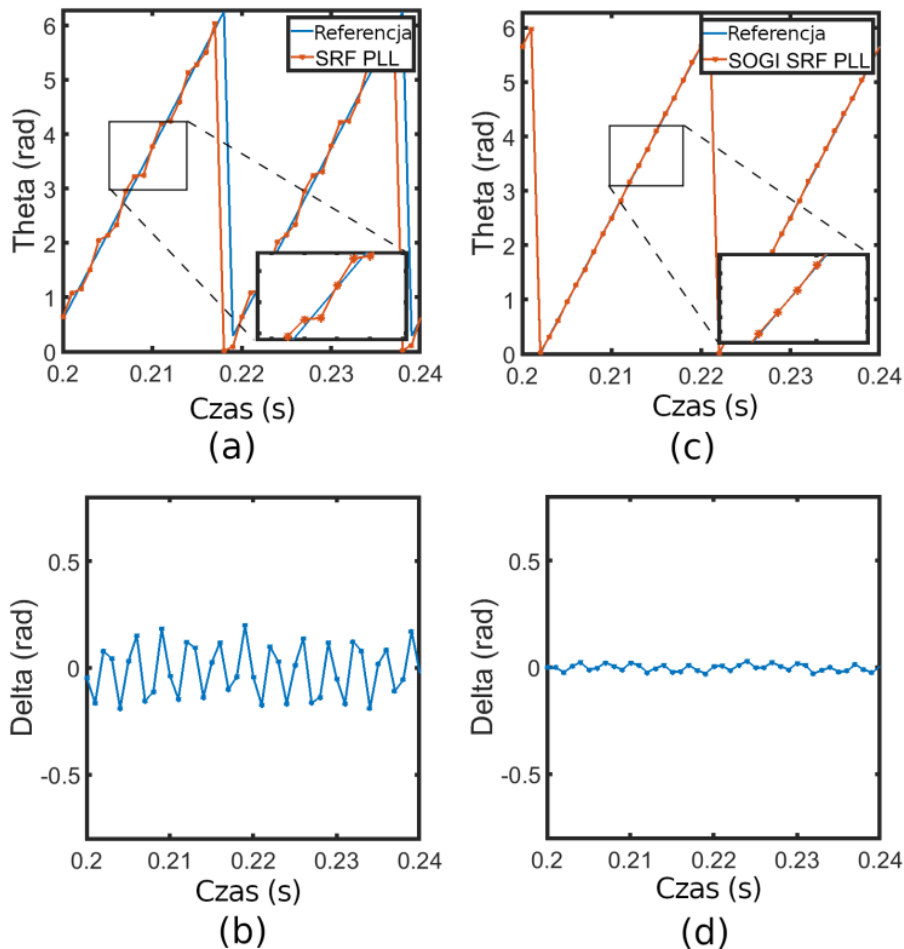 6
5
4
3
2
1
0
Theta (rad)
Referencja
SRF PLL
0.2
0.21
0.22
0.23
0.24
Czas (s)
(a)
6
5
4
3
2
1
0
Theta (rad)
Referencja
SOGI SRF PLL
0.2
0.21
0.22
0.23
0.24
Czas (s)
(c)
0.5
0
-0.5
Delta (rad)
0.2
0.21
0.22
0.23
0.24
Czas (s)
(b)
0.5
0
-0.5
Delta (rad)
0.2
0.21
0.22
0.23
0.24
Czas (s)
(d)